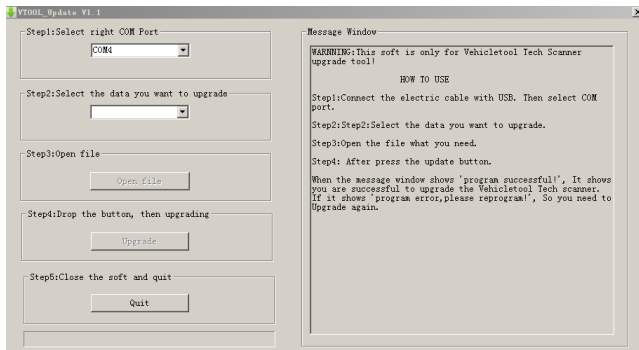 VTOOL_Update V1.1
Step1:Select right COM Port
COM4
Step2:Select the data you want to upgrade
Step3:Open file
Open file
Step4:Drop the button, then upgrading
Upgrade
Step5:Close the soft and quit
Quit
Message Window
WARNNING:This soft is only for Vehicletool Tech Scanner
upgrade tool!
HOW TO USE
Step1:Connect the electric cable with USB. Then select COM
port.
Step2:Step2:Select the data you want to upgrade.
Step3:Open the file what you need.
Step4: After press the update button.
When the message window shows 'program successful!', It shows
you are successful to upgrade the Vehicletool Tech scanner.
If it shows 'program error,please reprogram!', So you need to
Upgrade again.